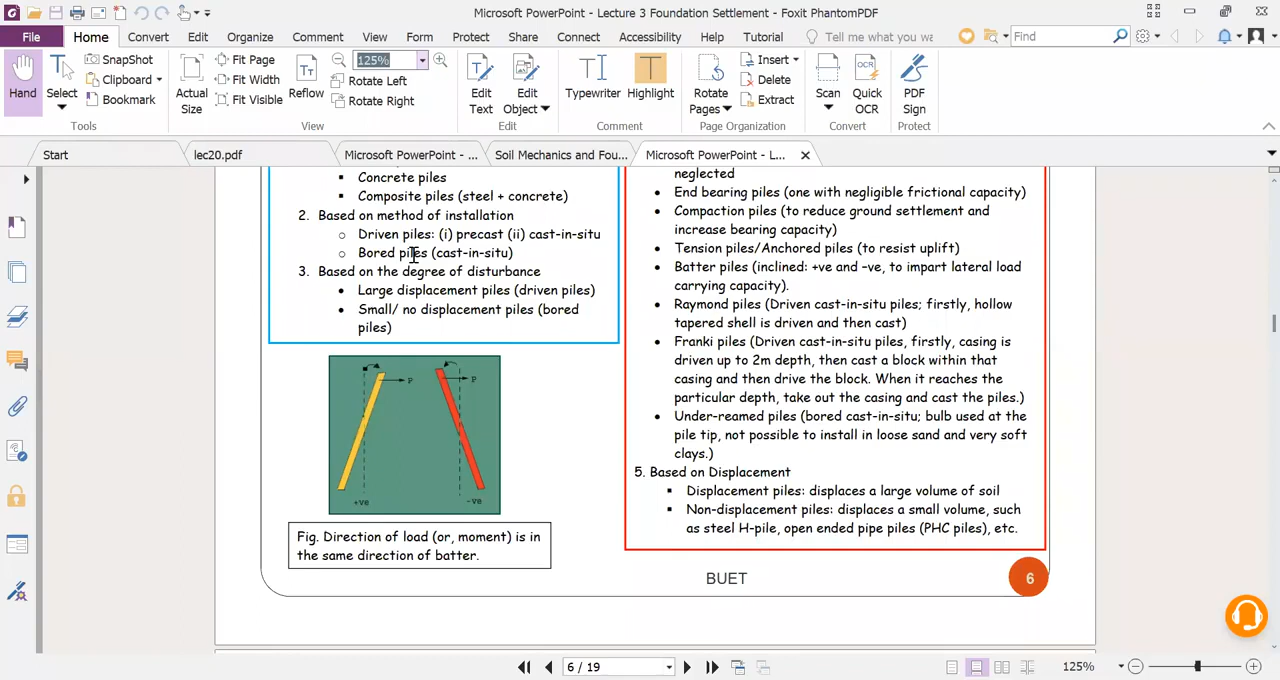 Microsoft PowerPoint - Lecture 3 Foundation Settlement - Foxit PhantomPDF
File Home Convert Edit Organize Comment View Form Protect Share Connect Accessibility Help Tutorial Tell me what you wa Find
Hand
Select
SnapShot
Clipboard
Bookmark
Tools
Actual Size
Fit Page
Fit Width
Fit Visible
Reflow
125%
Rotate Left
Rotate Right
View
Edit Text
Edit Object
Edit
Typewriter
Highlight
Comment
Rotate Pages
Insert
Delete
Extract
Page Organization
Scan
Quick OCR
Convert
PDF Sign
Protect
Start
lec20.pdf
Microsoft PowerPoint - ...
Soil Mechanics and Fou...
Microsoft PowerPoint - L...
▪ Concrete piles
▪ Composite piles (steel + concrete)
2. Based on method of installation
o Driven piles: (i) precast (ii) cast-in-situ
o Bored piles (cast-in-situ)
3. Based on the degree of disturbance
• Large displacement piles (driven piles)
• Small/ no displacement piles (bored
piles)
P
P
+ve
-ve
Fig. Direction of load (or, moment) is in
the same direction of batter.
neglected
• End bearing piles (one with negligible frictional capacity)
• Compaction piles (to reduce ground settlement and
increase bearing capacity)
• Tension piles/Anchored piles (to resist uplift)
• Batter piles (inclined: +ve and –ve, to impart lateral load
carrying capacity).
• Raymond piles (Driven cast-in-situ piles; firstly, hollow
tapered shell is driven and then cast)
• Franki piles (Driven cast-in-situ piles, firstly, casing is
driven up to 2m depth, then cast a block within that
casing and then drive the block. When it reaches the
particular depth, take out the casing and cast the piles.)
• Under-reamed piles (bored cast-in-situ; bulb used at the
pile tip, not possible to install in loose sand and very soft
clays.)
5. Based on Displacement
▪ Displacement piles: displaces a large volume of soil
▪ Non-displacement piles: displaces a small volume, such
as steel H-pile, open ended pipe piles (PHC piles), etc.
BUET
6
6 / 19
125%